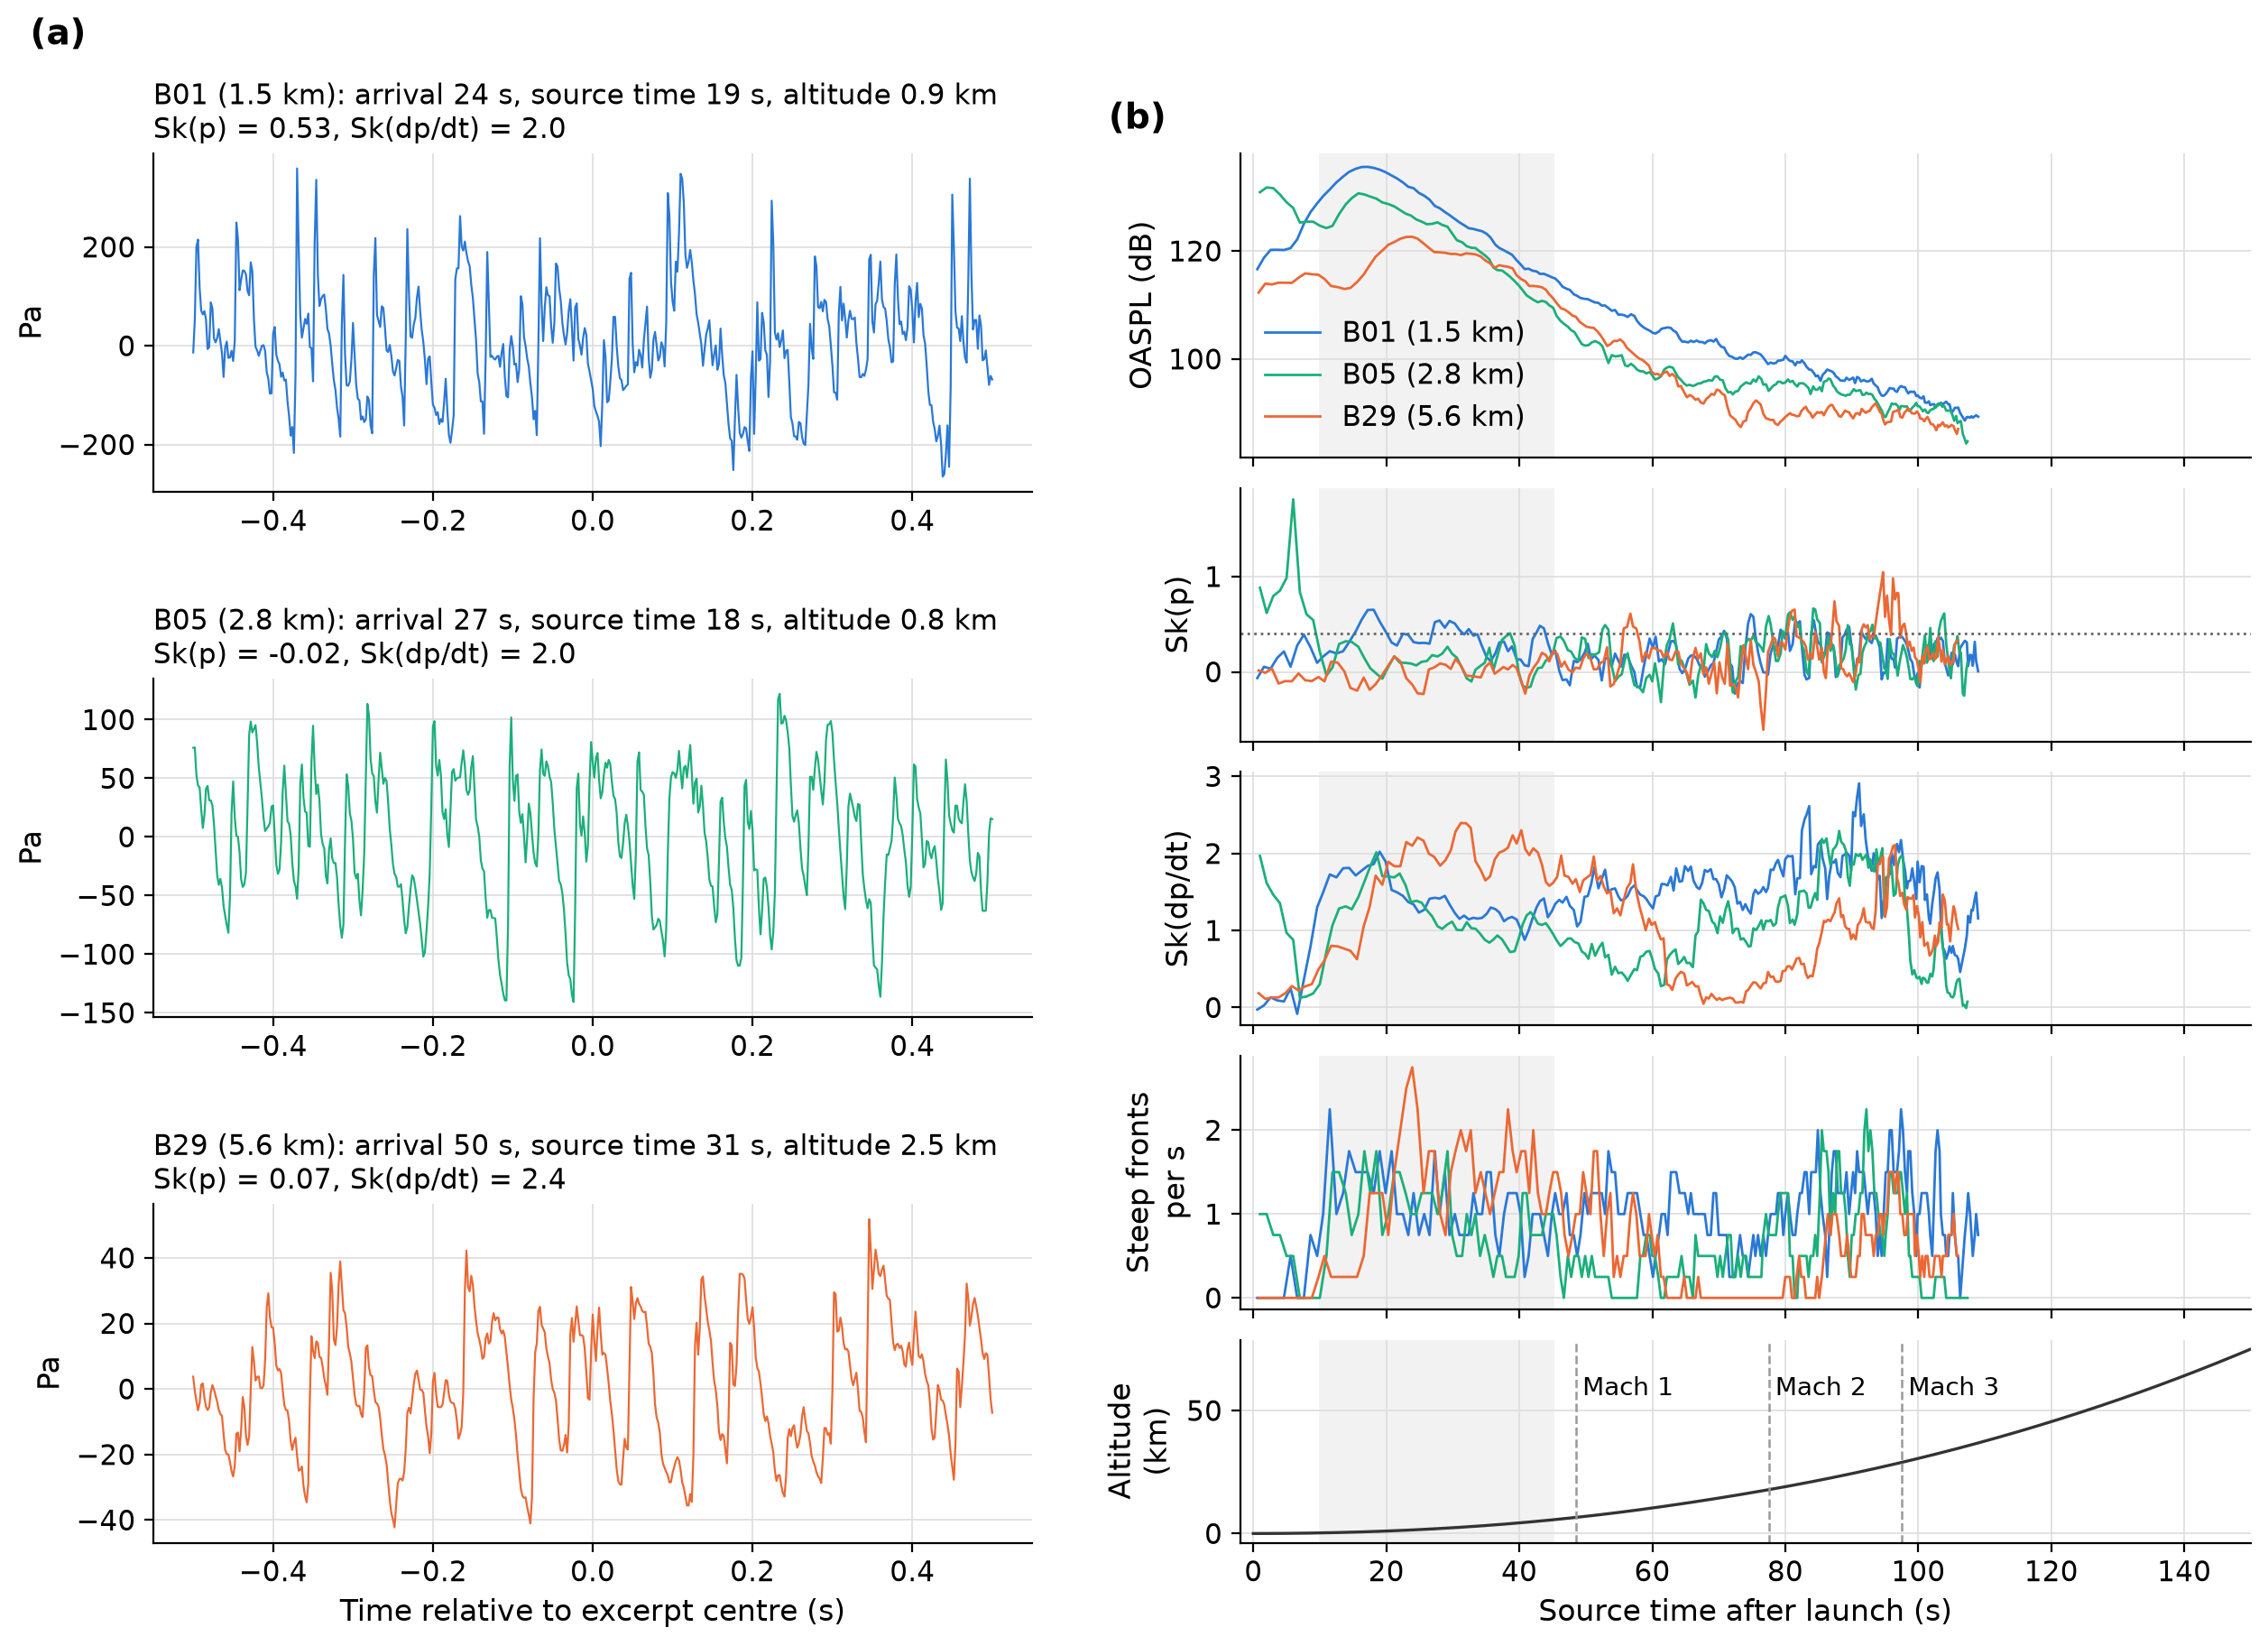 (a)
B01 (1.5 km): arrival 24 s, source time 19 s, altitude 0.9 km
Sk(p) = 0.53, Sk(dp/dt) = 2.0
Pa
200
0
−200
−0.4
−0.2
0.0
0.2
0.4
B05 (2.8 km): arrival 27 s, source time 18 s, altitude 0.8 km
Sk(p) = -0.02, Sk(dp/dt) = 2.0
Pa
100
50
0
−50
−100
−150
−0.4
−0.2
0.0
0.2
0.4
B29 (5.6 km): arrival 50 s, source time 31 s, altitude 2.5 km
Sk(p) = 0.07, Sk(dp/dt) = 2.4
Pa
40
20
0
−20
−40
−0.4
−0.2
0.0
0.2
0.4
Time relative to excerpt centre (s)
(b)
OASPL (dB)
120
100
B01 (1.5 km)
B05 (2.8 km)
B29 (5.6 km)
Sk(p)
1
0
Sk(dp/dt)
3
2
1
0
Steep fronts
per s
2
1
0
Altitude
(km)
50
0
Mach 1
Mach 2
Mach 3
0
20
40
60
80
100
120
140
Source time after launch (s)